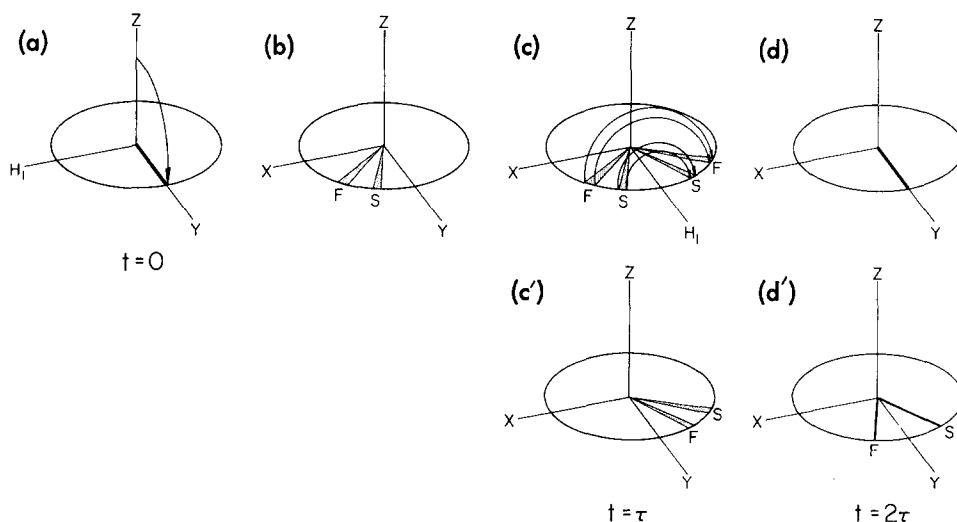 (a)
Z
H₁
Y
t = 0
(b)
Z
X
F
S
Y
(c)
Z
X
F
S
S
F
H₁
(d)
Z
X
Y
(c′)
Z
X
S
F
Y
t = τ
(d′)
Z
X
F
S
Y
t = 2τ